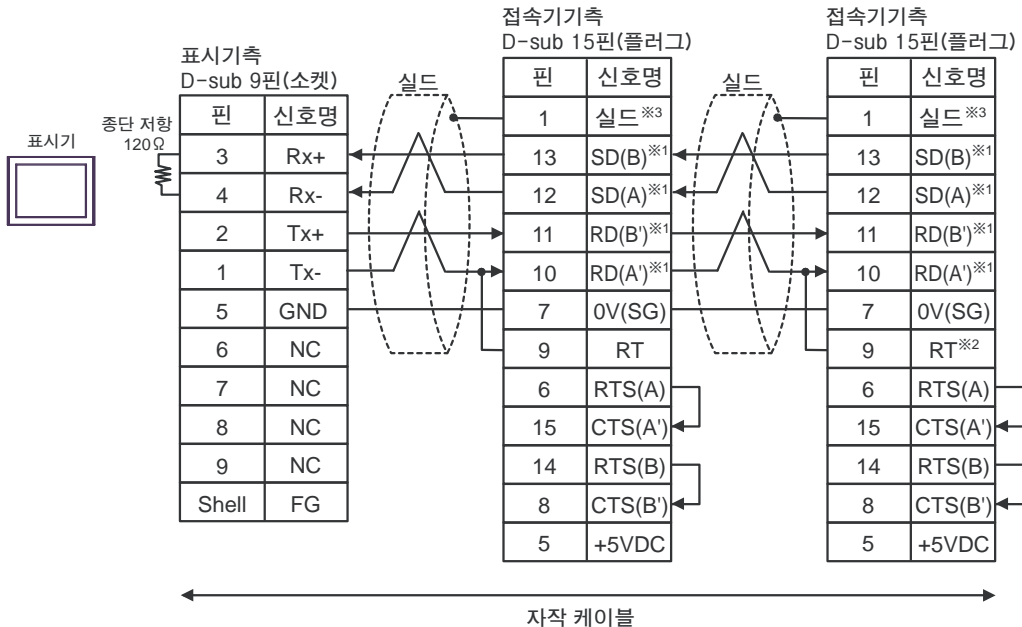 표시기
종단 저항
120Ω
표시기측
D-sub 9핀(소켓)
핀 신호명
3 Rx+
4 Rx-
2 Tx+
1 Tx-
5 GND
6 NC
7 NC
8 NC
9 NC
Shell FG
실드
접속기기측
D-sub 15핀(플러그)
핀 신호명
1 실드※3
13 SD(B)※1
12 SD(A)※1
11 RD(B')※1
10 RD(A')※1
7 0V(SG)
9 RT
6 RTS(A)
15 CTS(A')
14 RTS(B)
8 CTS(B')
5 +5VDC
실드
접속기기측
D-sub 15핀(플러그)
핀 신호명
1 실드※3
13 SD(B)※1
12 SD(A)※1
11 RD(B')※1
10 RD(A')※1
7 0V(SG)
9 RT※2
6 RTS(A)
15 CTS(A')
14 RTS(B)
8 CTS(B')
5 +5VDC
자작 케이블